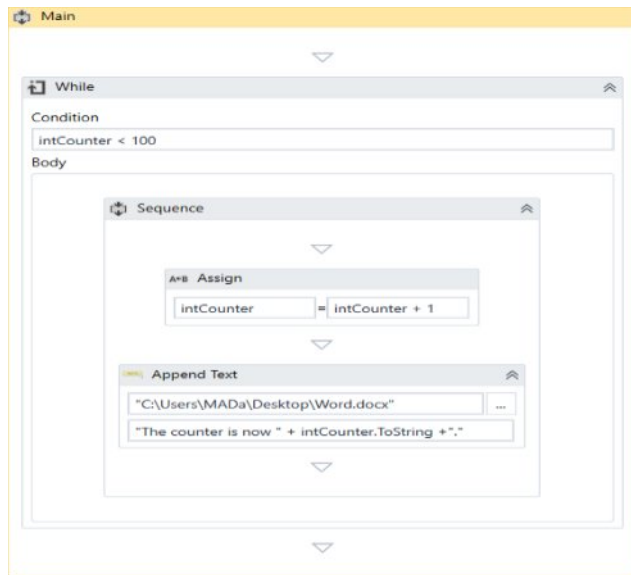 Main
While
Condition
intCounter < 100
Body
Sequence
A*B Assign
intCounter = intCounter + 1
Append Text
"C:\Users\MADa\Desktop\Word.docx" ...
"The counter is now " + intCounter.ToString +"."